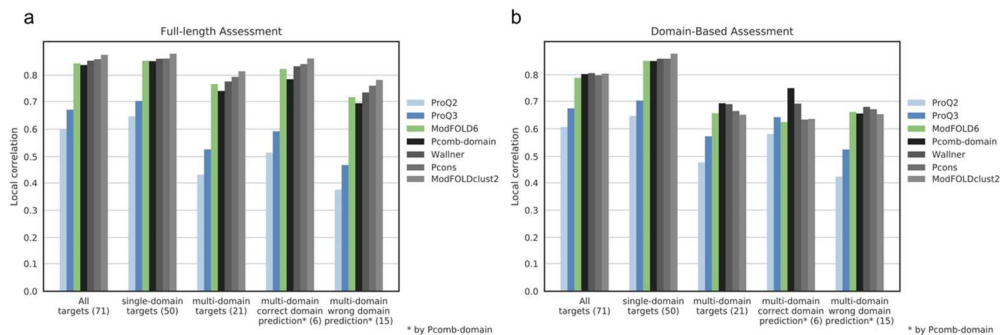 a
Full-length Assessment
Local correlation
0.8
0.7
0.6
0.5
0.4
0.3
0.2
0.1
0.0
All
targets (71)
single-domain
targets (50)
multi-domain
targets (21)
multi-domain
correct domain
prediction* (6)
multi-domain
wrong domain
prediction* (15)
ProQ2
ProQ3
ModFOLD6
Pcomb-domain
Wallner
Pcons
ModFOLDclust2
* by Pcomb-domain
b
Domain-Based Assessment
Local correlation
0.8
0.7
0.6
0.5
0.4
0.3
0.2
0.1
0.0
All
targets (71)
single-domain
targets (50)
multi-domain
targets (21)
multi-domain
correct domain
prediction* (6)
multi-domain
wrong domain
prediction* (15)
ProQ2
ProQ3
ModFOLD6
Pcomb-domain
Wallner
Pcons
ModFOLDclust2
* by Pcomb-domain